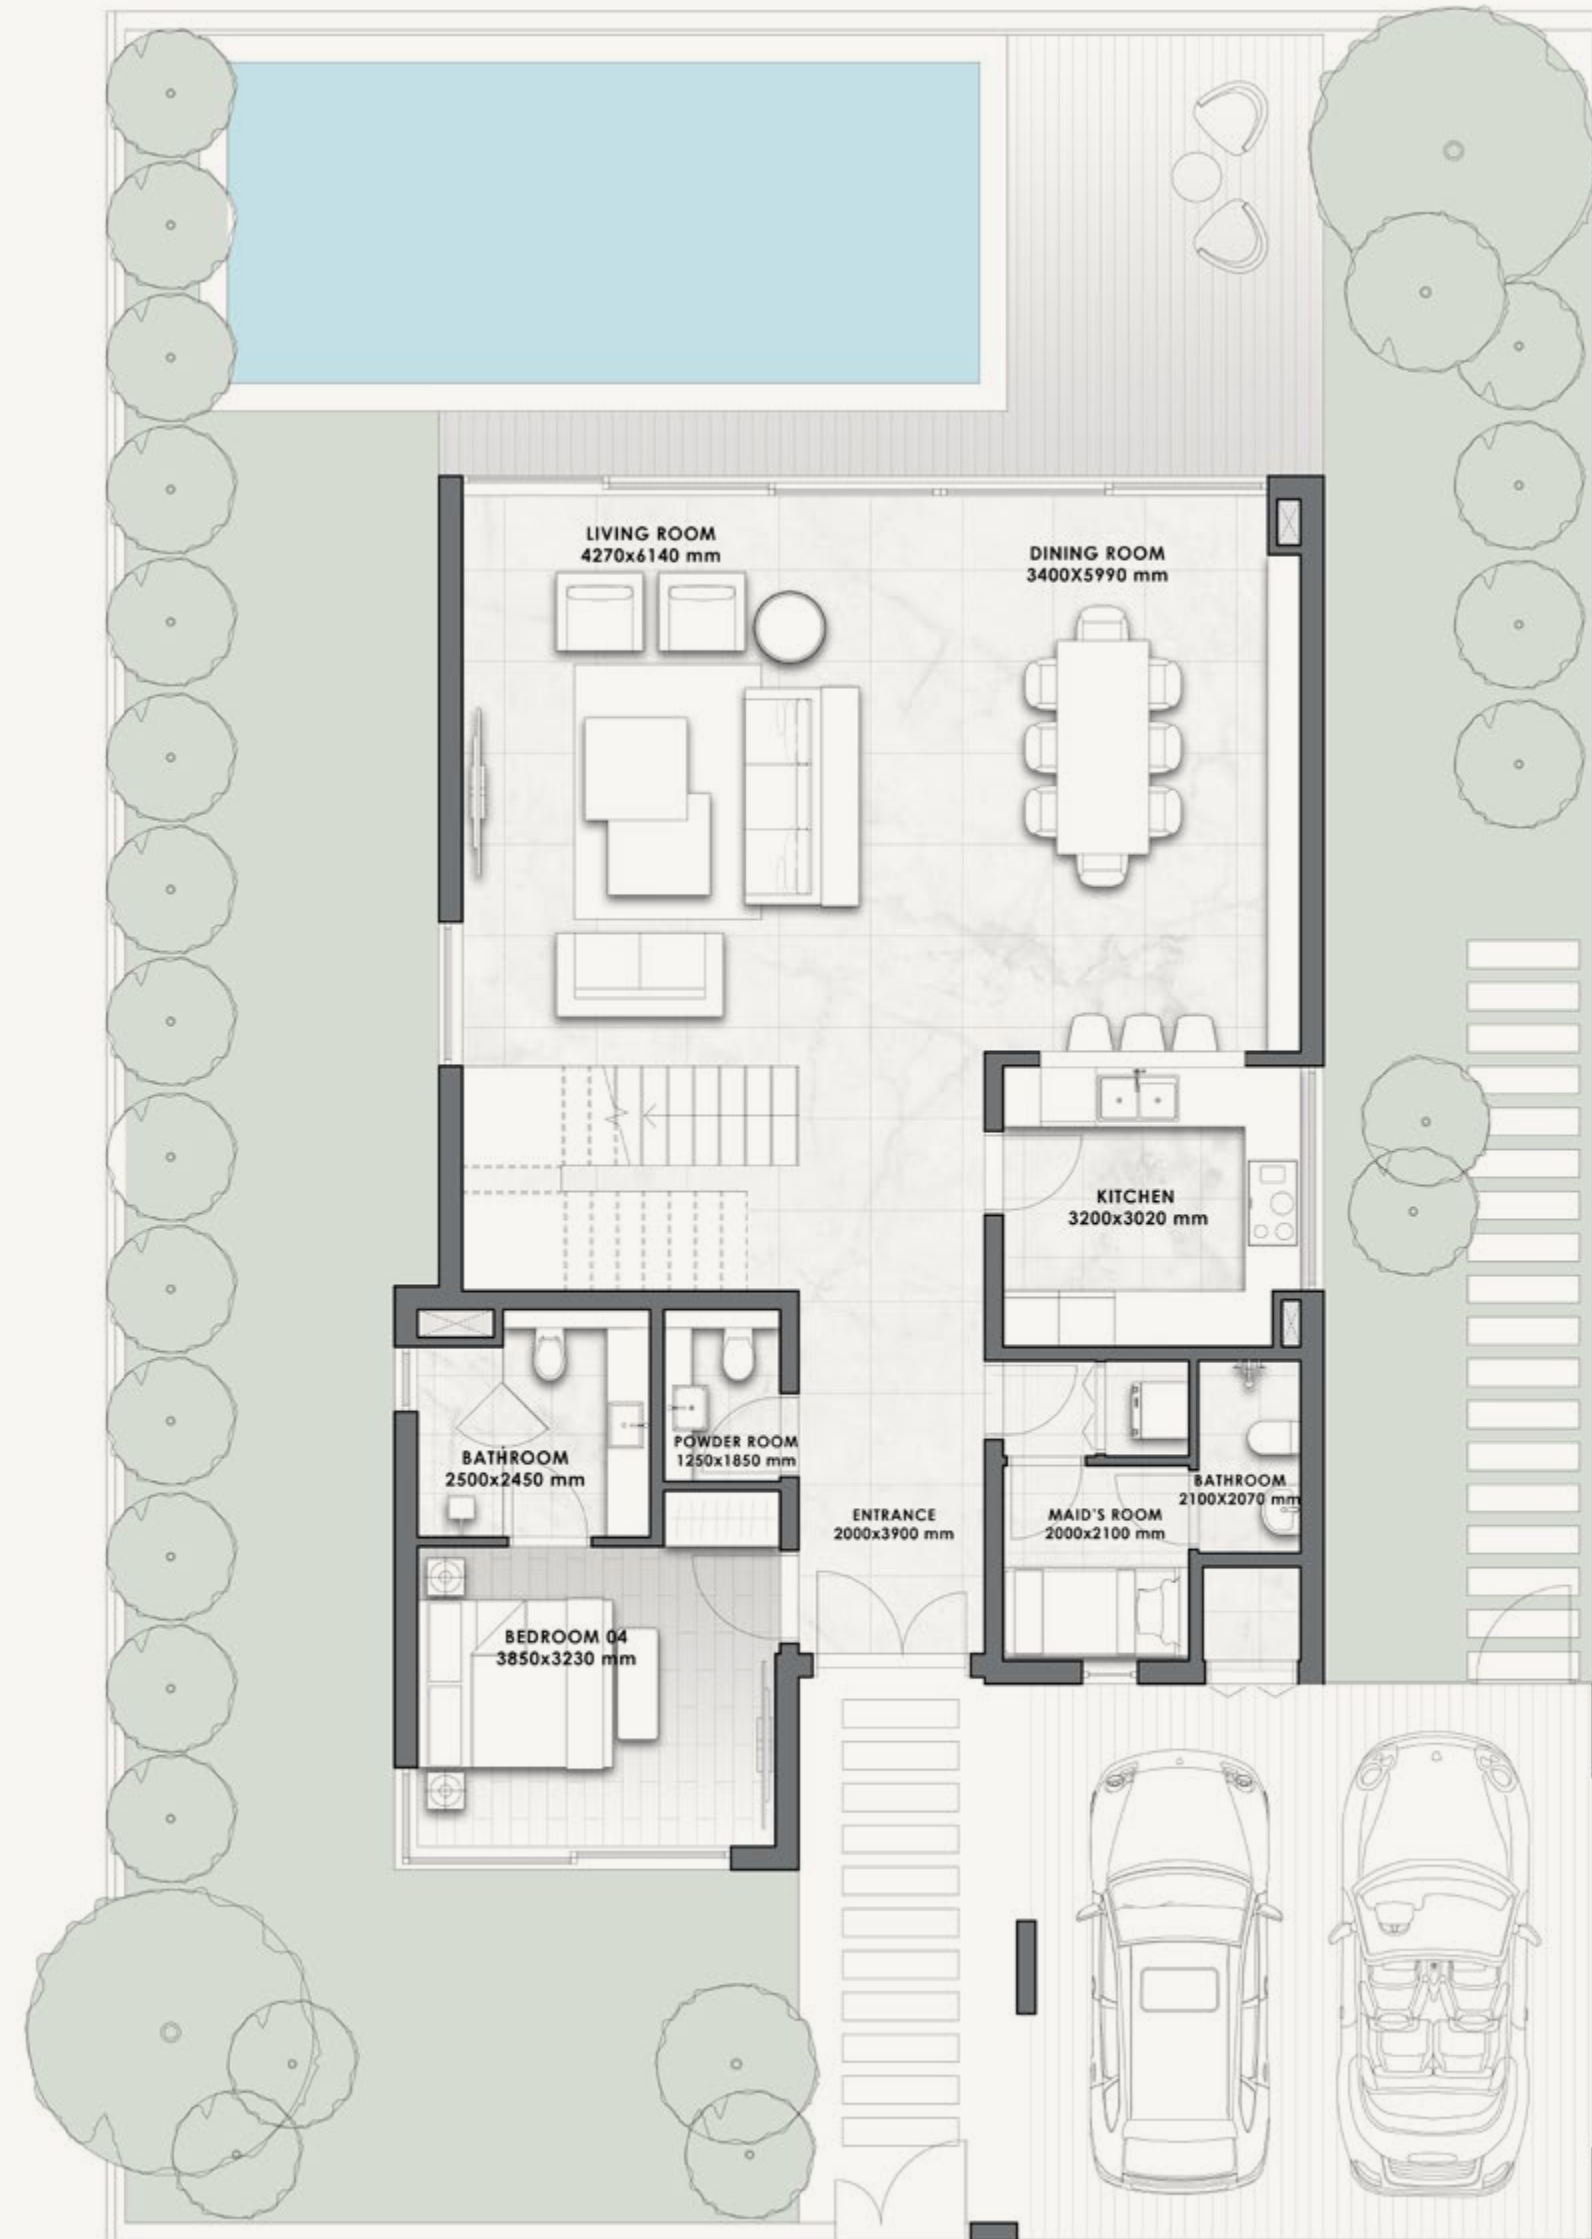 LIVING ROOM
4270x6140 mm
DINING ROOM
3400X5990 mm
KITCHEN
3200x3020 mm
POWDER ROOM
1250x1850 mm
BATHROOM
2500x2450 mm
BATHROOM
2100X2070 mm
ENTRANCE
2000x3900 mm
MAID'S ROOM
2000x2100 mm
BEDROOM 04
3850x3230 mm